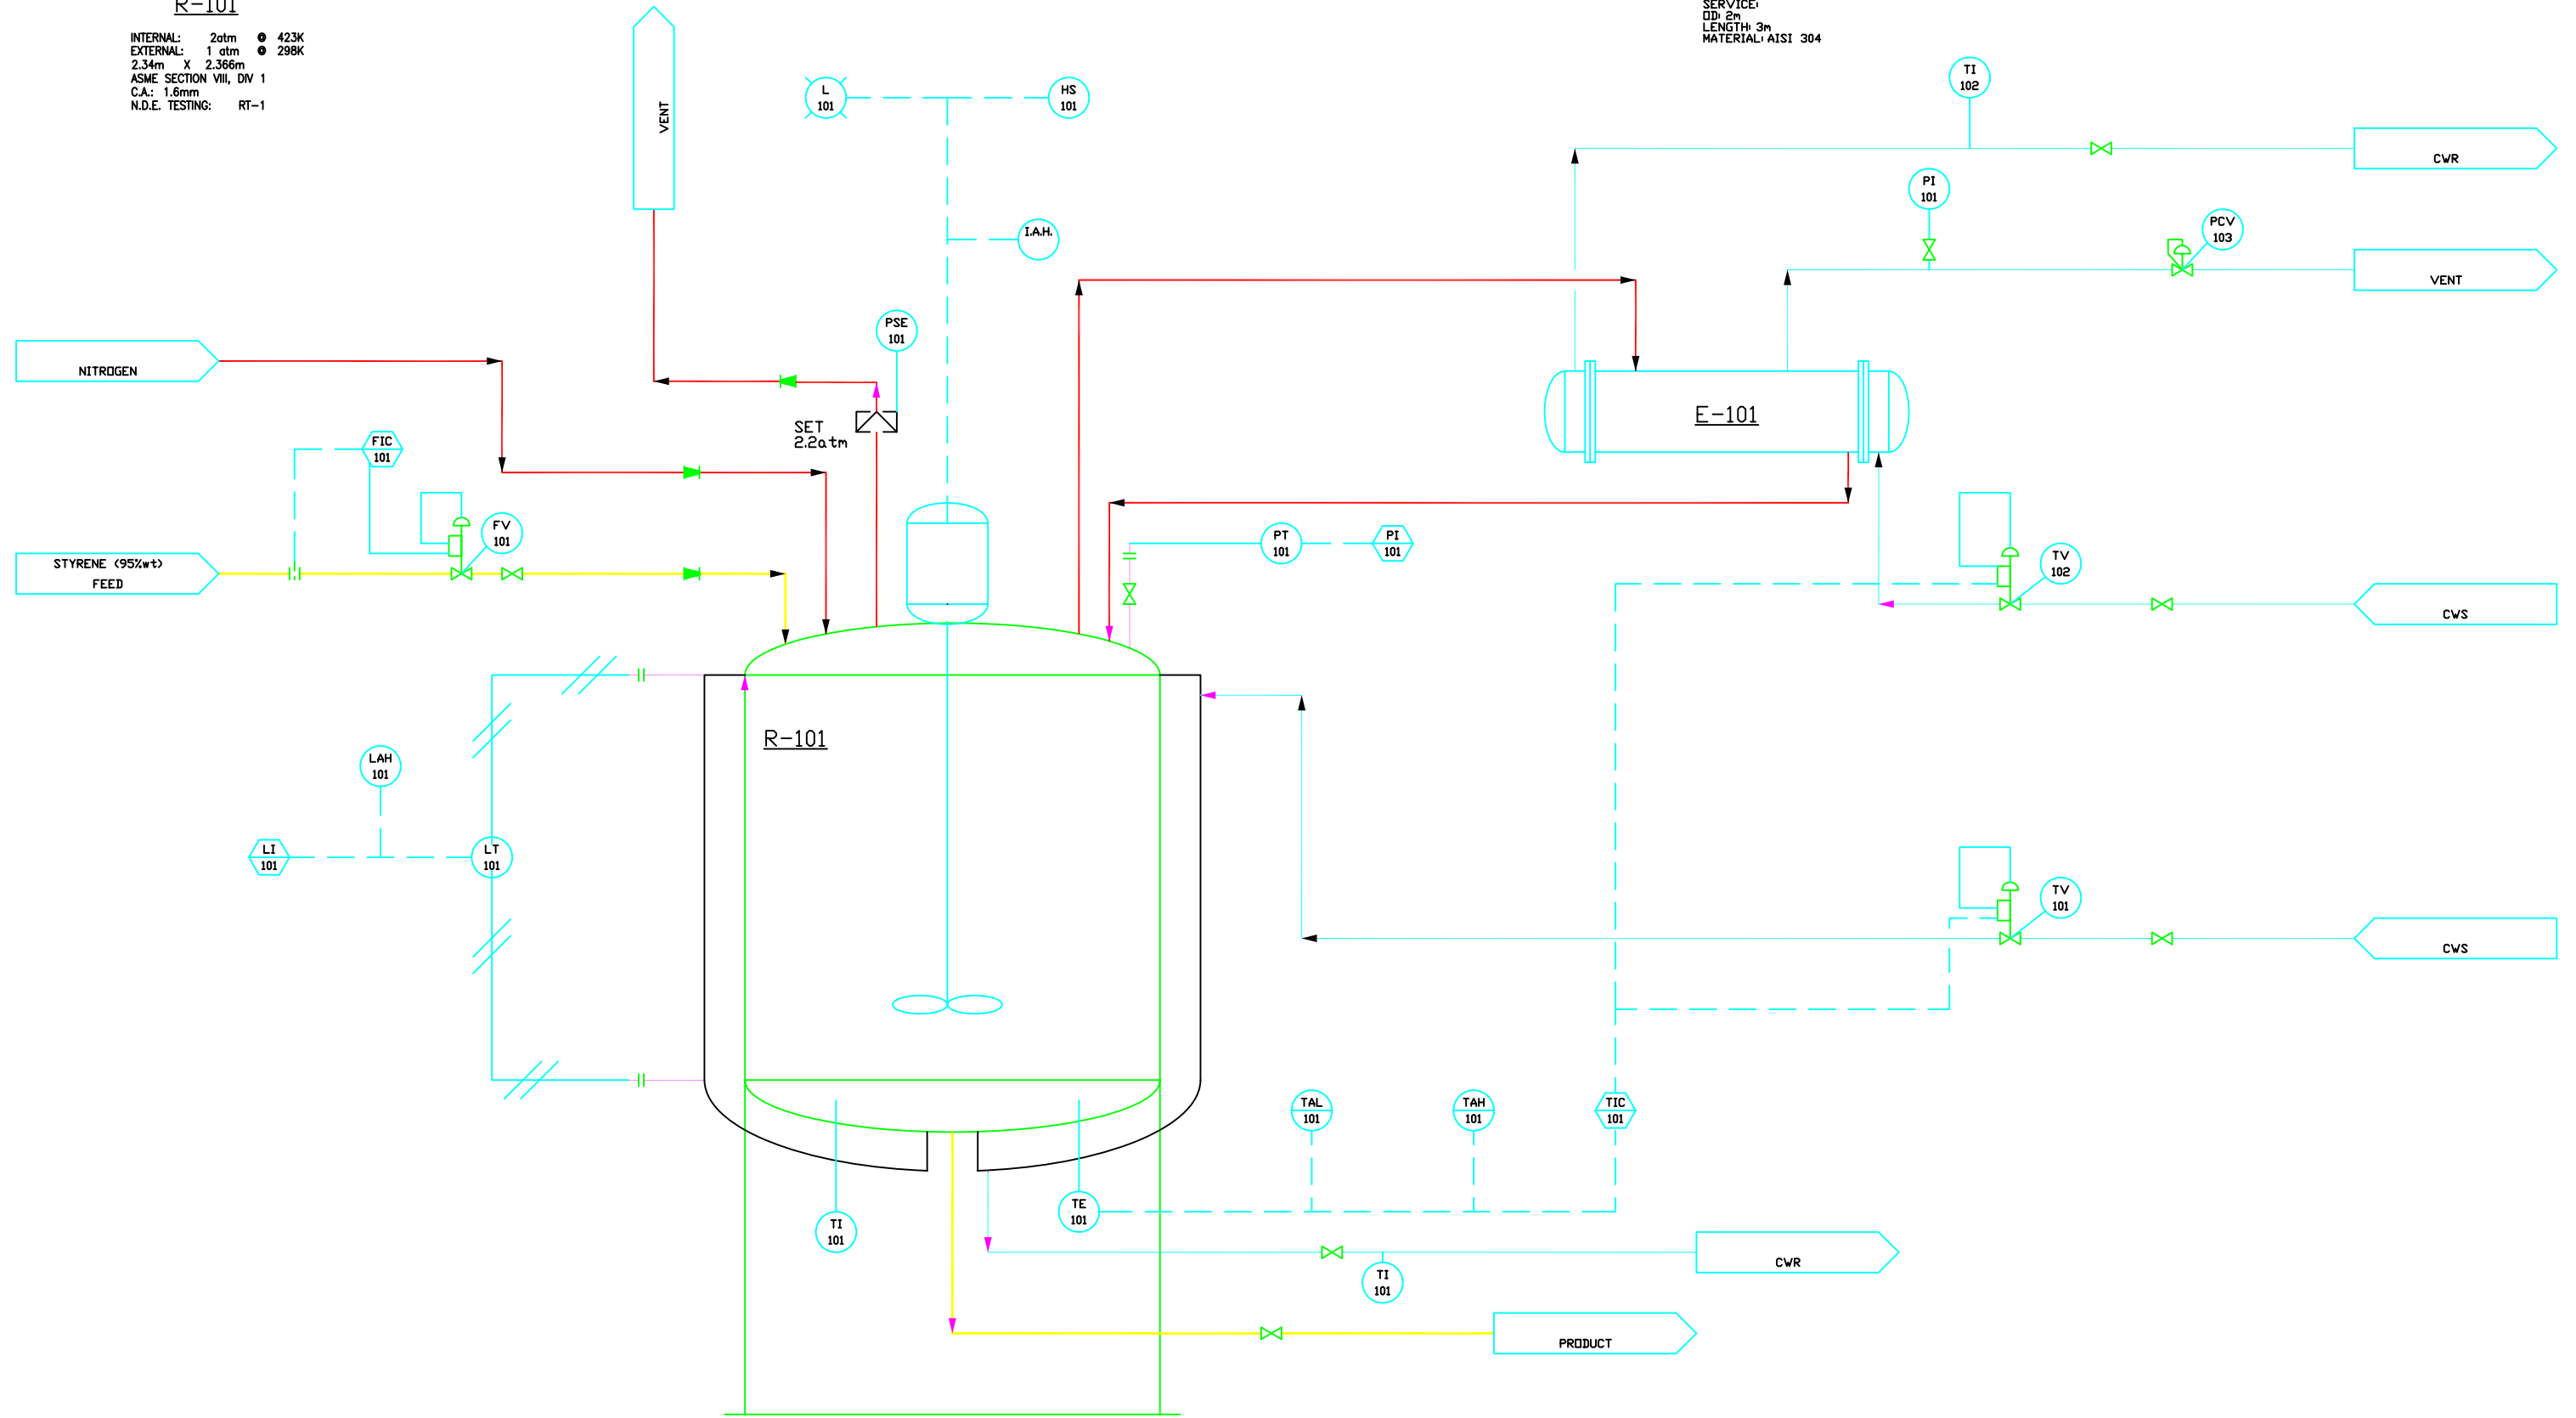 R-101
INTERNAL: 2atm @ 423K
EXTERNAL: 1 atm @ 298K
2.34m X 2.366m
ASME SECTION VIII, DIV 1
C.A.: 1.6mm
N.D.E. TESTING: RT-1
SERVICE:
OD: 2m
LENGTH: 3m
MATERIAL: AISI 304
VENT
L
101
HS
101
I.A.H.
TI
102
CWR
PI
101
PCV
103
VENT
NITROGEN
PSE
101
SET
2.2atm
E-101
FIC
101
FV
101
STYRENE (95%wt)
FEED
PT
101
PI
101
TV
102
CWS
R-101
LAH
101
LI
101
LT
101
TV
101
CWS
TAL
101
TAH
101
TIC
101
TI
101
TE
101
CWR
TI
101
PRODUCT